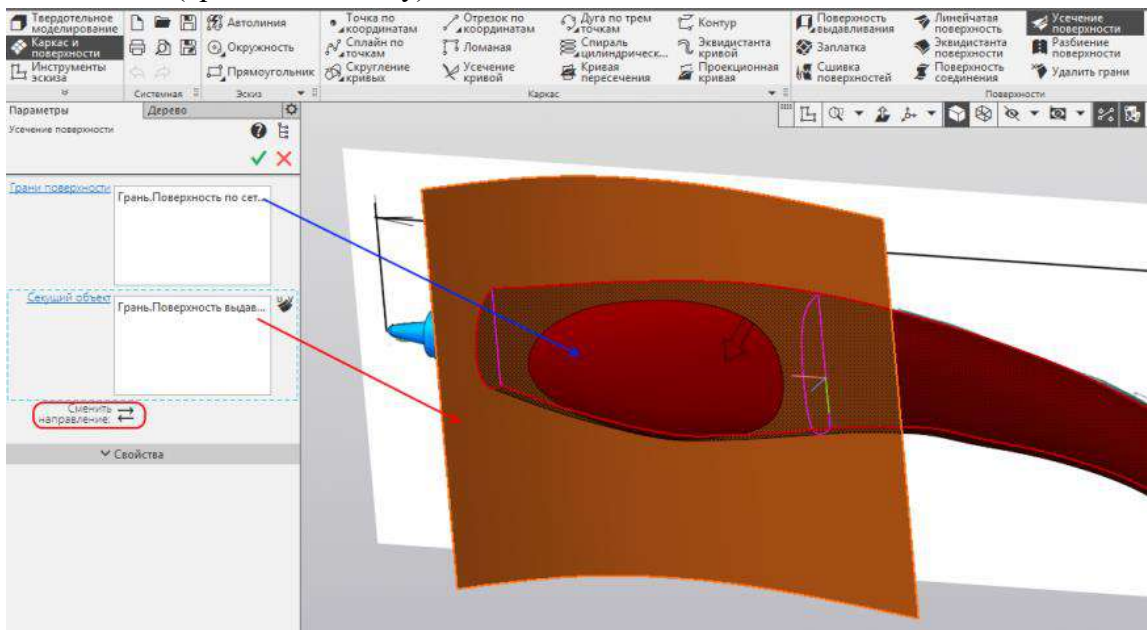 Твердотельное моделирование
Каркас и поверхности
Инструменты эскиза
Системная
Автолиния
Окружность
Прямоугольник
Эскиз
Точка по координатам
Сплайн по точкам
Скругление кривых
Отрезок по координатам
Ломаная
Усечение кривой
Дуга по трем точкам
Спираль цилиндрическ...
Кривая пересечения
Контур
Эквидистанта кривой
Проекционная кривая
Каркас
Поверхность выдавливания
Заплатка
Сшивка поверхностей
Линейчатая поверхность
Эквидистанта поверхности
Поверхность соединения
Усечение поверхности
Разбиение поверхности
Удалить грани
Поверхности
Параметры
Дерево
Усечение поверхности
Грани поверхности
Грань.Поверхность по сет...
Секущий объект
Грань.Поверхность выдав...
Сменить
направление:
Свойства